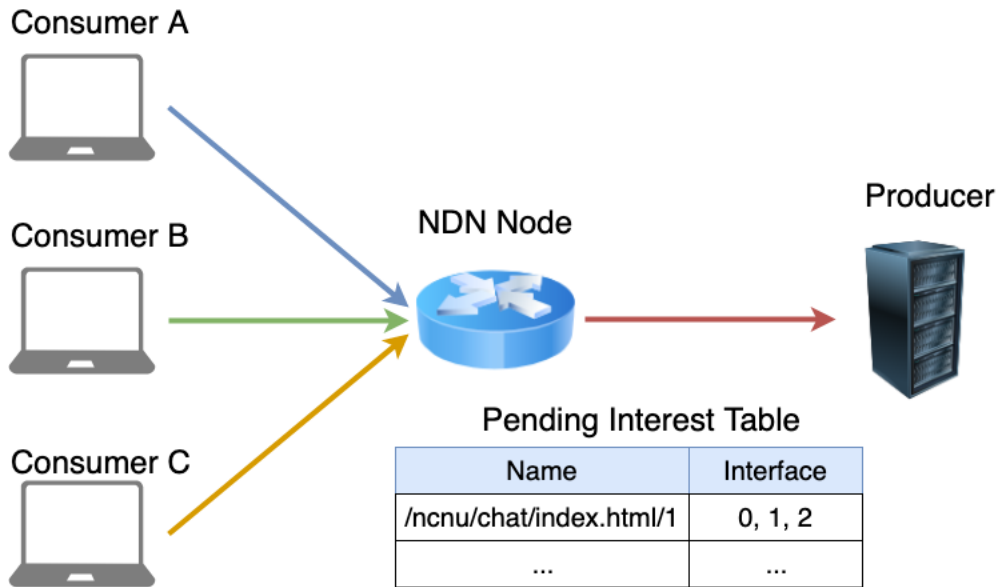 Consumer A
Consumer B
Consumer C
NDN Node
Producer
Pending Interest Table
Name Interface
/ncnu/chat/index.html/1 0, 1, 2
... ...